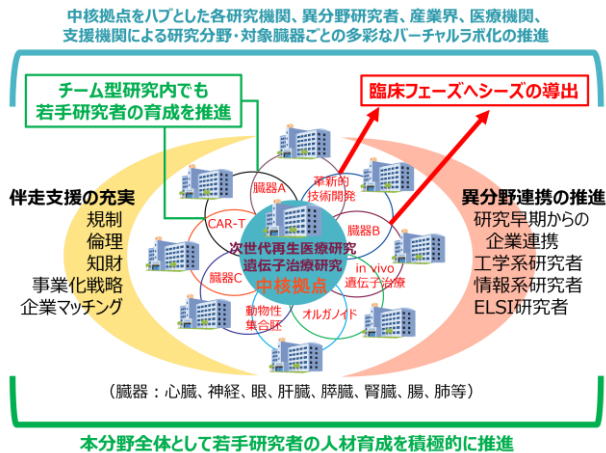 中核拠点をハブとした各研究機関、異分野研究者、産業界、医療機関、
支援機関による研究分野・対象臓器ごとの多彩なバーチャルラボ化の推進
チーム型研究内でも
若手研究者の育成を推進
臨床フェーズへシーズの導出
伴走支援の充実
規制
倫理
知財
事業化戦略
企業マッチング
臓器A
革新的
技術開発
CAR-T
臓器B
次世代再生医療研究
遺伝子治療研究
中核拠点
臓器C
in vivo
遺伝子治療
動物性
集合胚
オルガノイド
異分野連携の推進
研究早期からの
企業連携
工学系研究者
情報系研究者
ELSI研究者
（臓器：心臓、神経、眼、肝臓、膵臓、腎臓、腸、肺等）
本分野全体として若手研究者の人材育成を積極的に推進